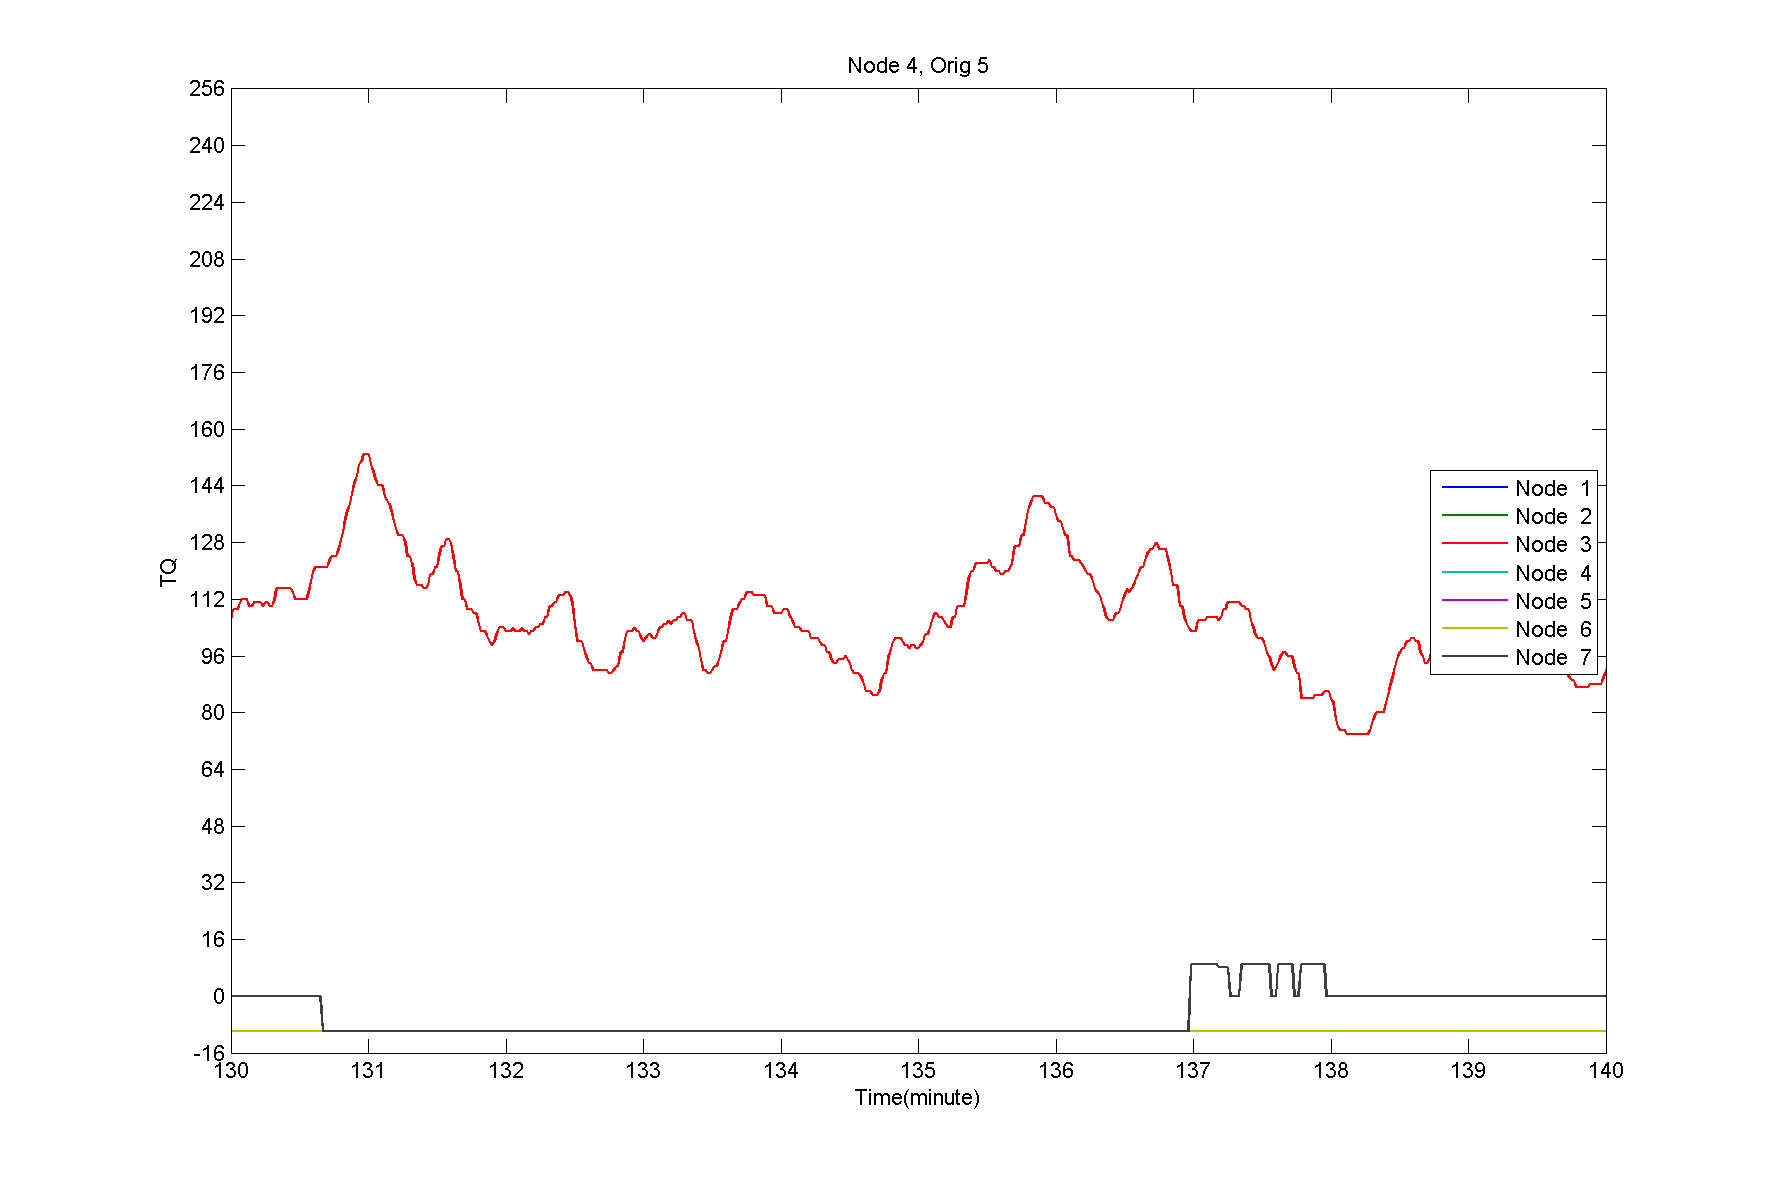 Node 4, Orig 5
256
240
224
208
192
176
160
144
128
112
96
80
64
48
32
16
0
-16
TQ
Node 1
Node 2
Node 3
Node 4
Node 5
Node 6
Node 7
130 131 132 133 134 135 136 137 138 139 140
Time(minute)